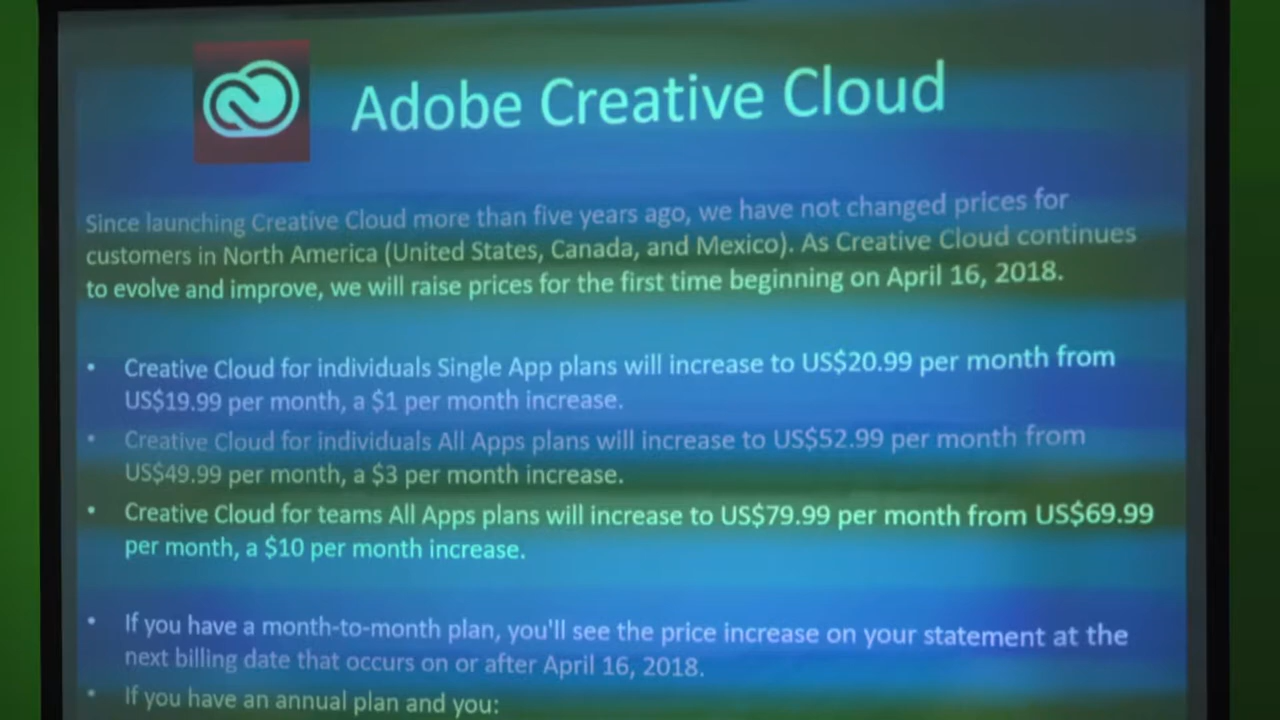 Adobe Creative Cloud
Since launching Creative Cloud more than five years ago, we have not changed prices for
customers in North America (United States, Canada, and Mexico). As Creative Cloud continues
to evolve and improve, we will raise prices for the first time beginning on April 16, 2018.
• Creative Cloud for individuals Single App plans will increase to US$20.99 per month from
US$19.99 per month, a $1 per month increase.
• Creative Cloud for individuals All Apps plans will increase to US$52.99 per month from
US$49.99 per month, a $3 per month increase.
• Creative Cloud for teams All Apps plans will increase to US$79.99 per month from US$69.99
per month, a $10 per month increase.
• If you have a month-to-month plan, you'll see the price increase on your statement at the
next billing date that occurs on or after April 16, 2018.
• If you have an annual plan and you: